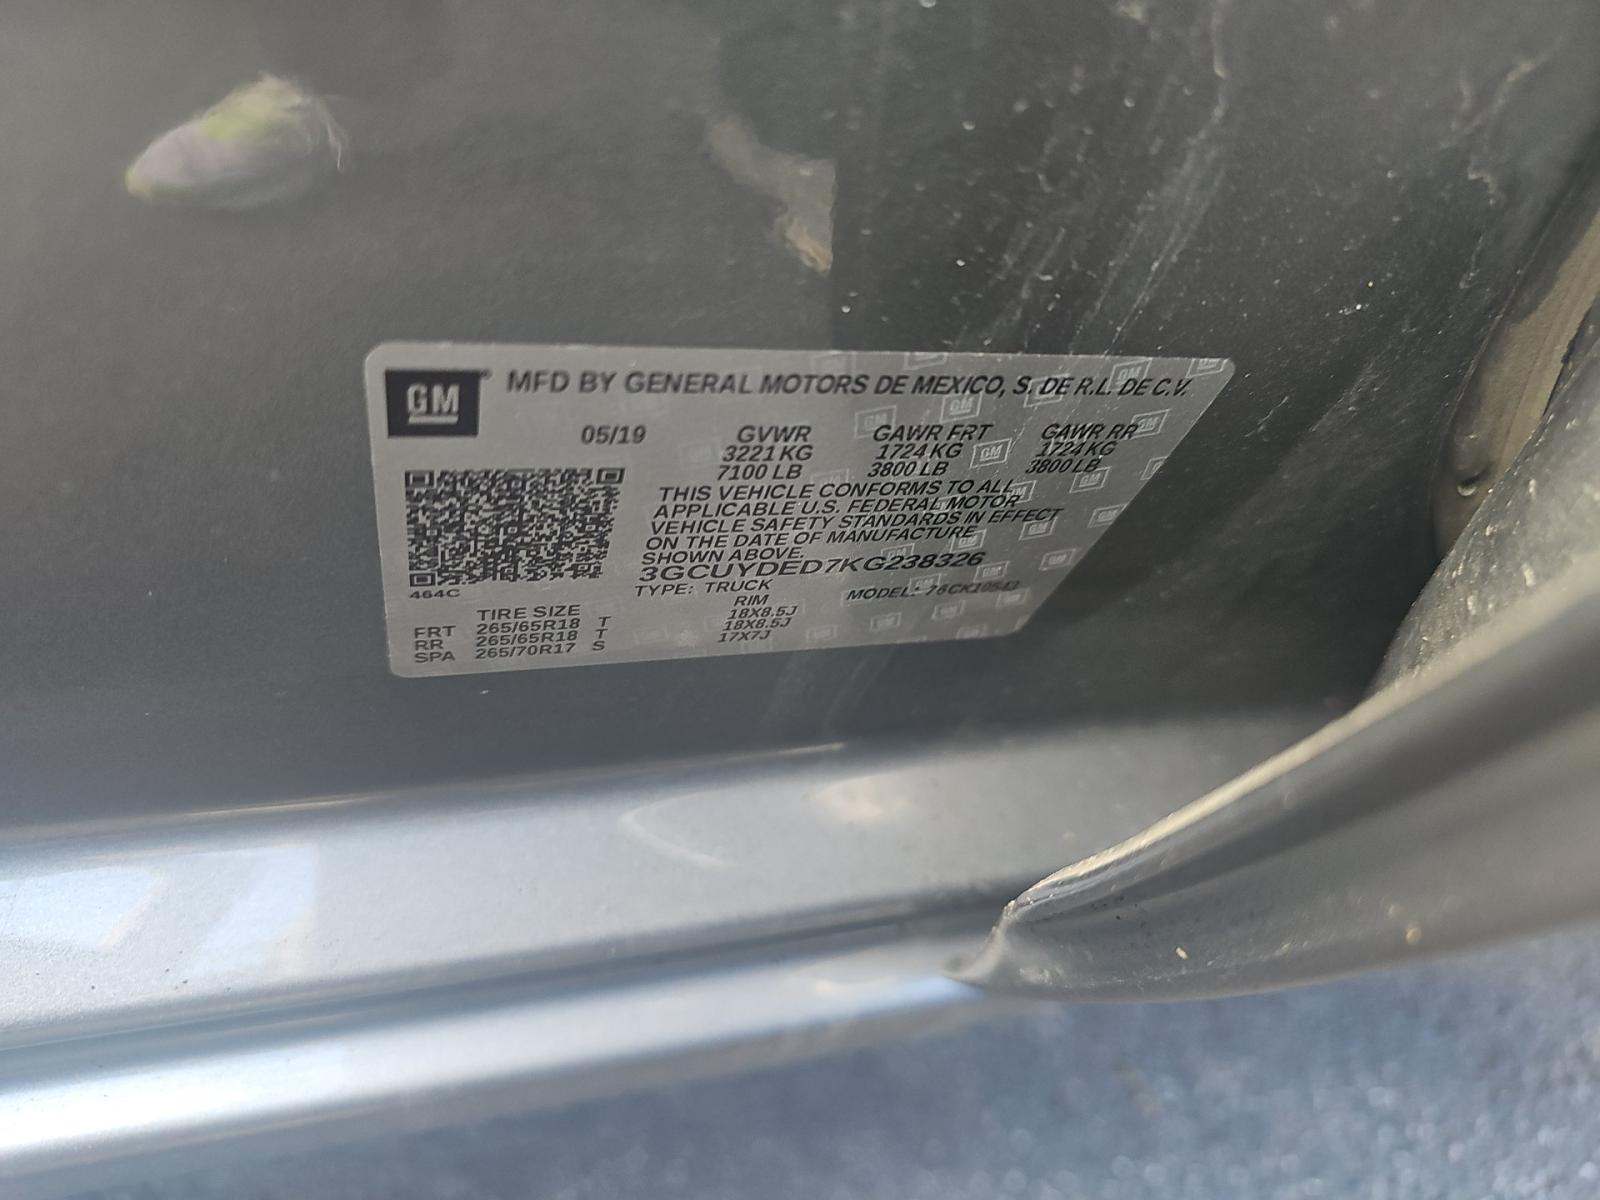 GM MFD BY GENERAL MOTORS DE MEXICO, S. DE R.L. DE C.V.
05/19 GVWR GAWR FRT GAWR RR
3221 KG 1724 KG 1724 KG
7100 LB 3800 LB 3800 LB
THIS VEHICLE CONFORMS TO ALL
APPLICABLE U.S. FEDERAL MOTOR
VEHICLE SAFETY STANDARDS IN EFFECT
ON THE DATE OF MANUFACTURE
SHOWN ABOVE.
3GCUYDED7KG238326
TYPE: TRUCK MODEL: 76CK10543
464C
TIRE SIZE RIM
FRT 265/65R18 T 18X8.5J
RR 265/65R18 T 18X8.5J
SPA 265/70R17 S 17X7J